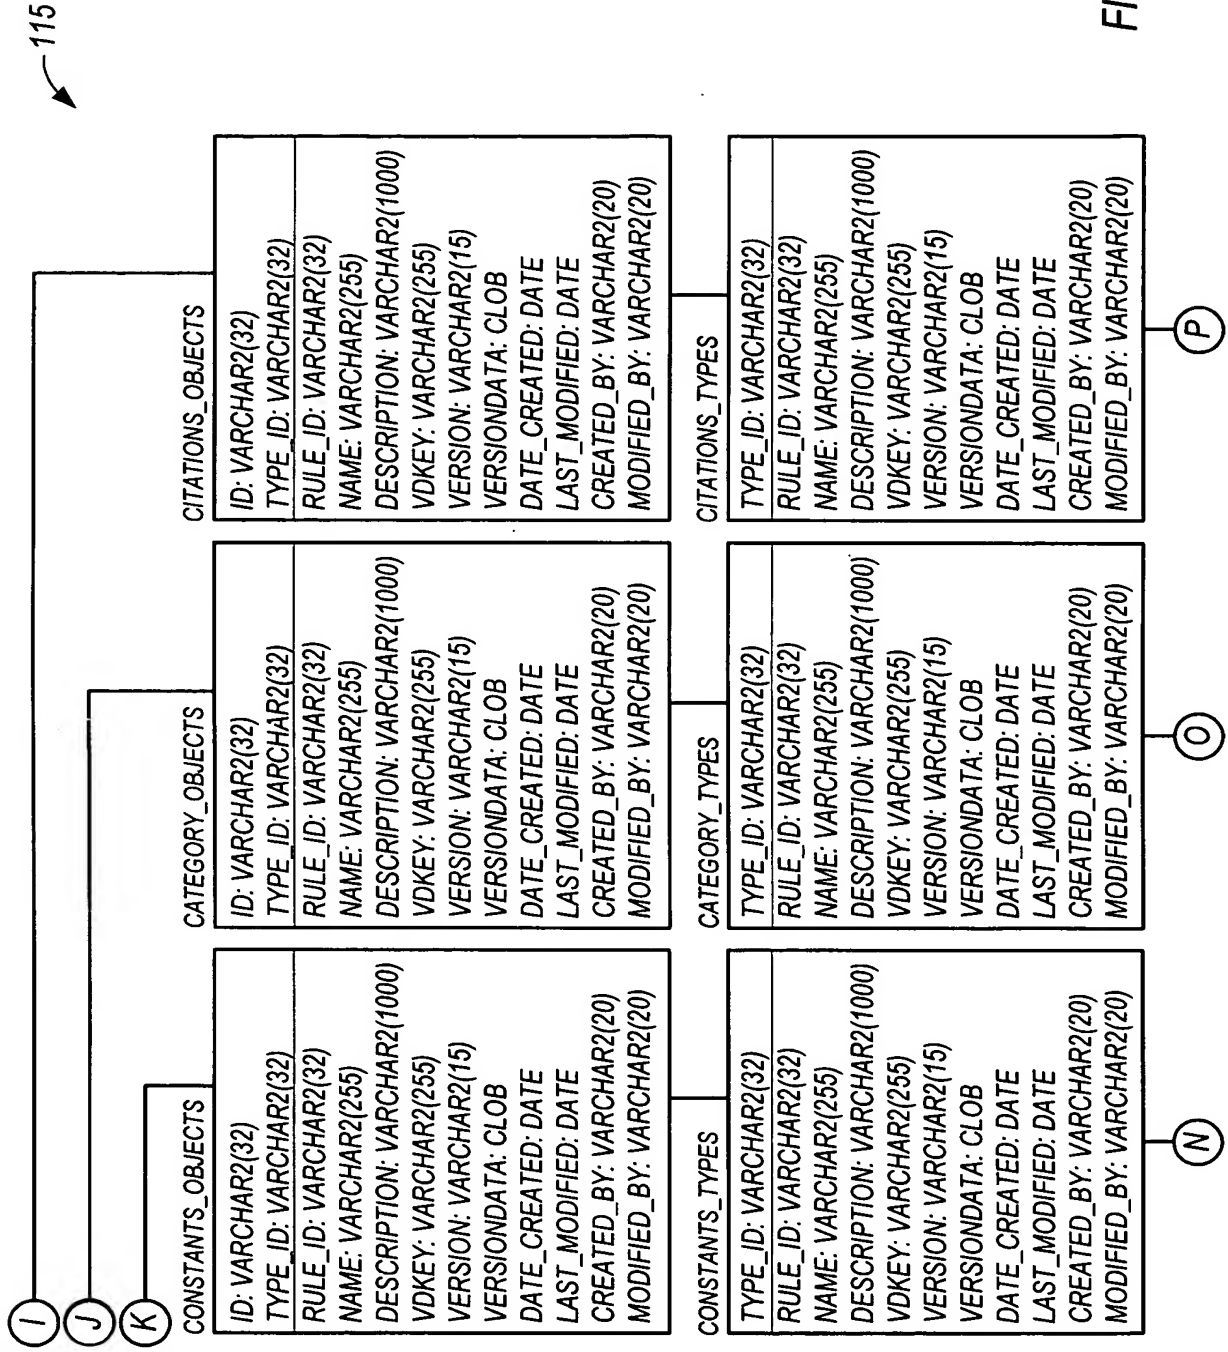 115
I
J
K
CONSTANTS_OBJECTS
ID: VARCHAR2(32)
TYPE_ID: VARCHAR2(32)
RULE_ID: VARCHAR2(32)
NAME: VARCHAR2(255)
DESCRIPTION: VARCHAR2(1000)
VDKEY: VARCHAR2(255)
VERSION: VARCHAR2(15)
VERSIONDATA: CLOB
DATE_CREATED: DATE
LAST_MODIFIED: DATE
CREATED_BY: VARCHAR2(20)
MODIFIED_BY: VARCHAR2(20)
CATEGORY_OBJECTS
ID: VARCHAR2(32)
TYPE_ID: VARCHAR2(32)
RULE_ID: VARCHAR2(32)
NAME: VARCHAR2(255)
DESCRIPTION: VARCHAR2(1000)
VDKEY: VARCHAR2(255)
VERSION: VARCHAR2(15)
VERSIONDATA: CLOB
DATE_CREATED: DATE
LAST_MODIFIED: DATE
CREATED_BY: VARCHAR2(20)
MODIFIED_BY: VARCHAR2(20)
CITATIONS_OBJECTS
ID: VARCHAR2(32)
TYPE_ID: VARCHAR2(32)
RULE_ID: VARCHAR2(32)
NAME: VARCHAR2(255)
DESCRIPTION: VARCHAR2(1000)
VDKEY: VARCHAR2(255)
VERSION: VARCHAR2(15)
VERSIONDATA: CLOB
DATE_CREATED: DATE
LAST_MODIFIED: DATE
CREATED_BY: VARCHAR2(20)
MODIFIED_BY: VARCHAR2(20)
CONSTANTS_TYPES
TYPE_ID: VARCHAR2(32)
RULE_ID: VARCHAR2(32)
NAME: VARCHAR2(255)
DESCRIPTION: VARCHAR2(1000)
VDKEY: VARCHAR2(255)
VERSION: VARCHAR2(15)
VERSIONDATA: CLOB
DATE_CREATED: DATE
LAST_MODIFIED: DATE
CREATED_BY: VARCHAR2(20)
MODIFIED_BY: VARCHAR2(20)
CATEGORY_TYPES
TYPE_ID: VARCHAR2(32)
RULE_ID: VARCHAR2(32)
NAME: VARCHAR2(255)
DESCRIPTION: VARCHAR2(1000)
VDKEY: VARCHAR2(255)
VERSION: VARCHAR2(15)
VERSIONDATA: CLOB
DATE_CREATED: DATE
LAST_MODIFIED: DATE
CREATED_BY: VARCHAR2(20)
MODIFIED_BY: VARCHAR2(20)
CITATIONS_TYPES
TYPE_ID: VARCHAR2(32)
RULE_ID: VARCHAR2(32)
NAME: VARCHAR2(255)
DESCRIPTION: VARCHAR2(1000)
VDKEY: VARCHAR2(255)
VERSION: VARCHAR2(15)
VERSIONDATA: CLOB
DATE_CREATED: DATE
LAST_MODIFIED: DATE
CREATED_BY: VARCHAR2(20)
MODIFIED_BY: VARCHAR2(20)
N
O
P